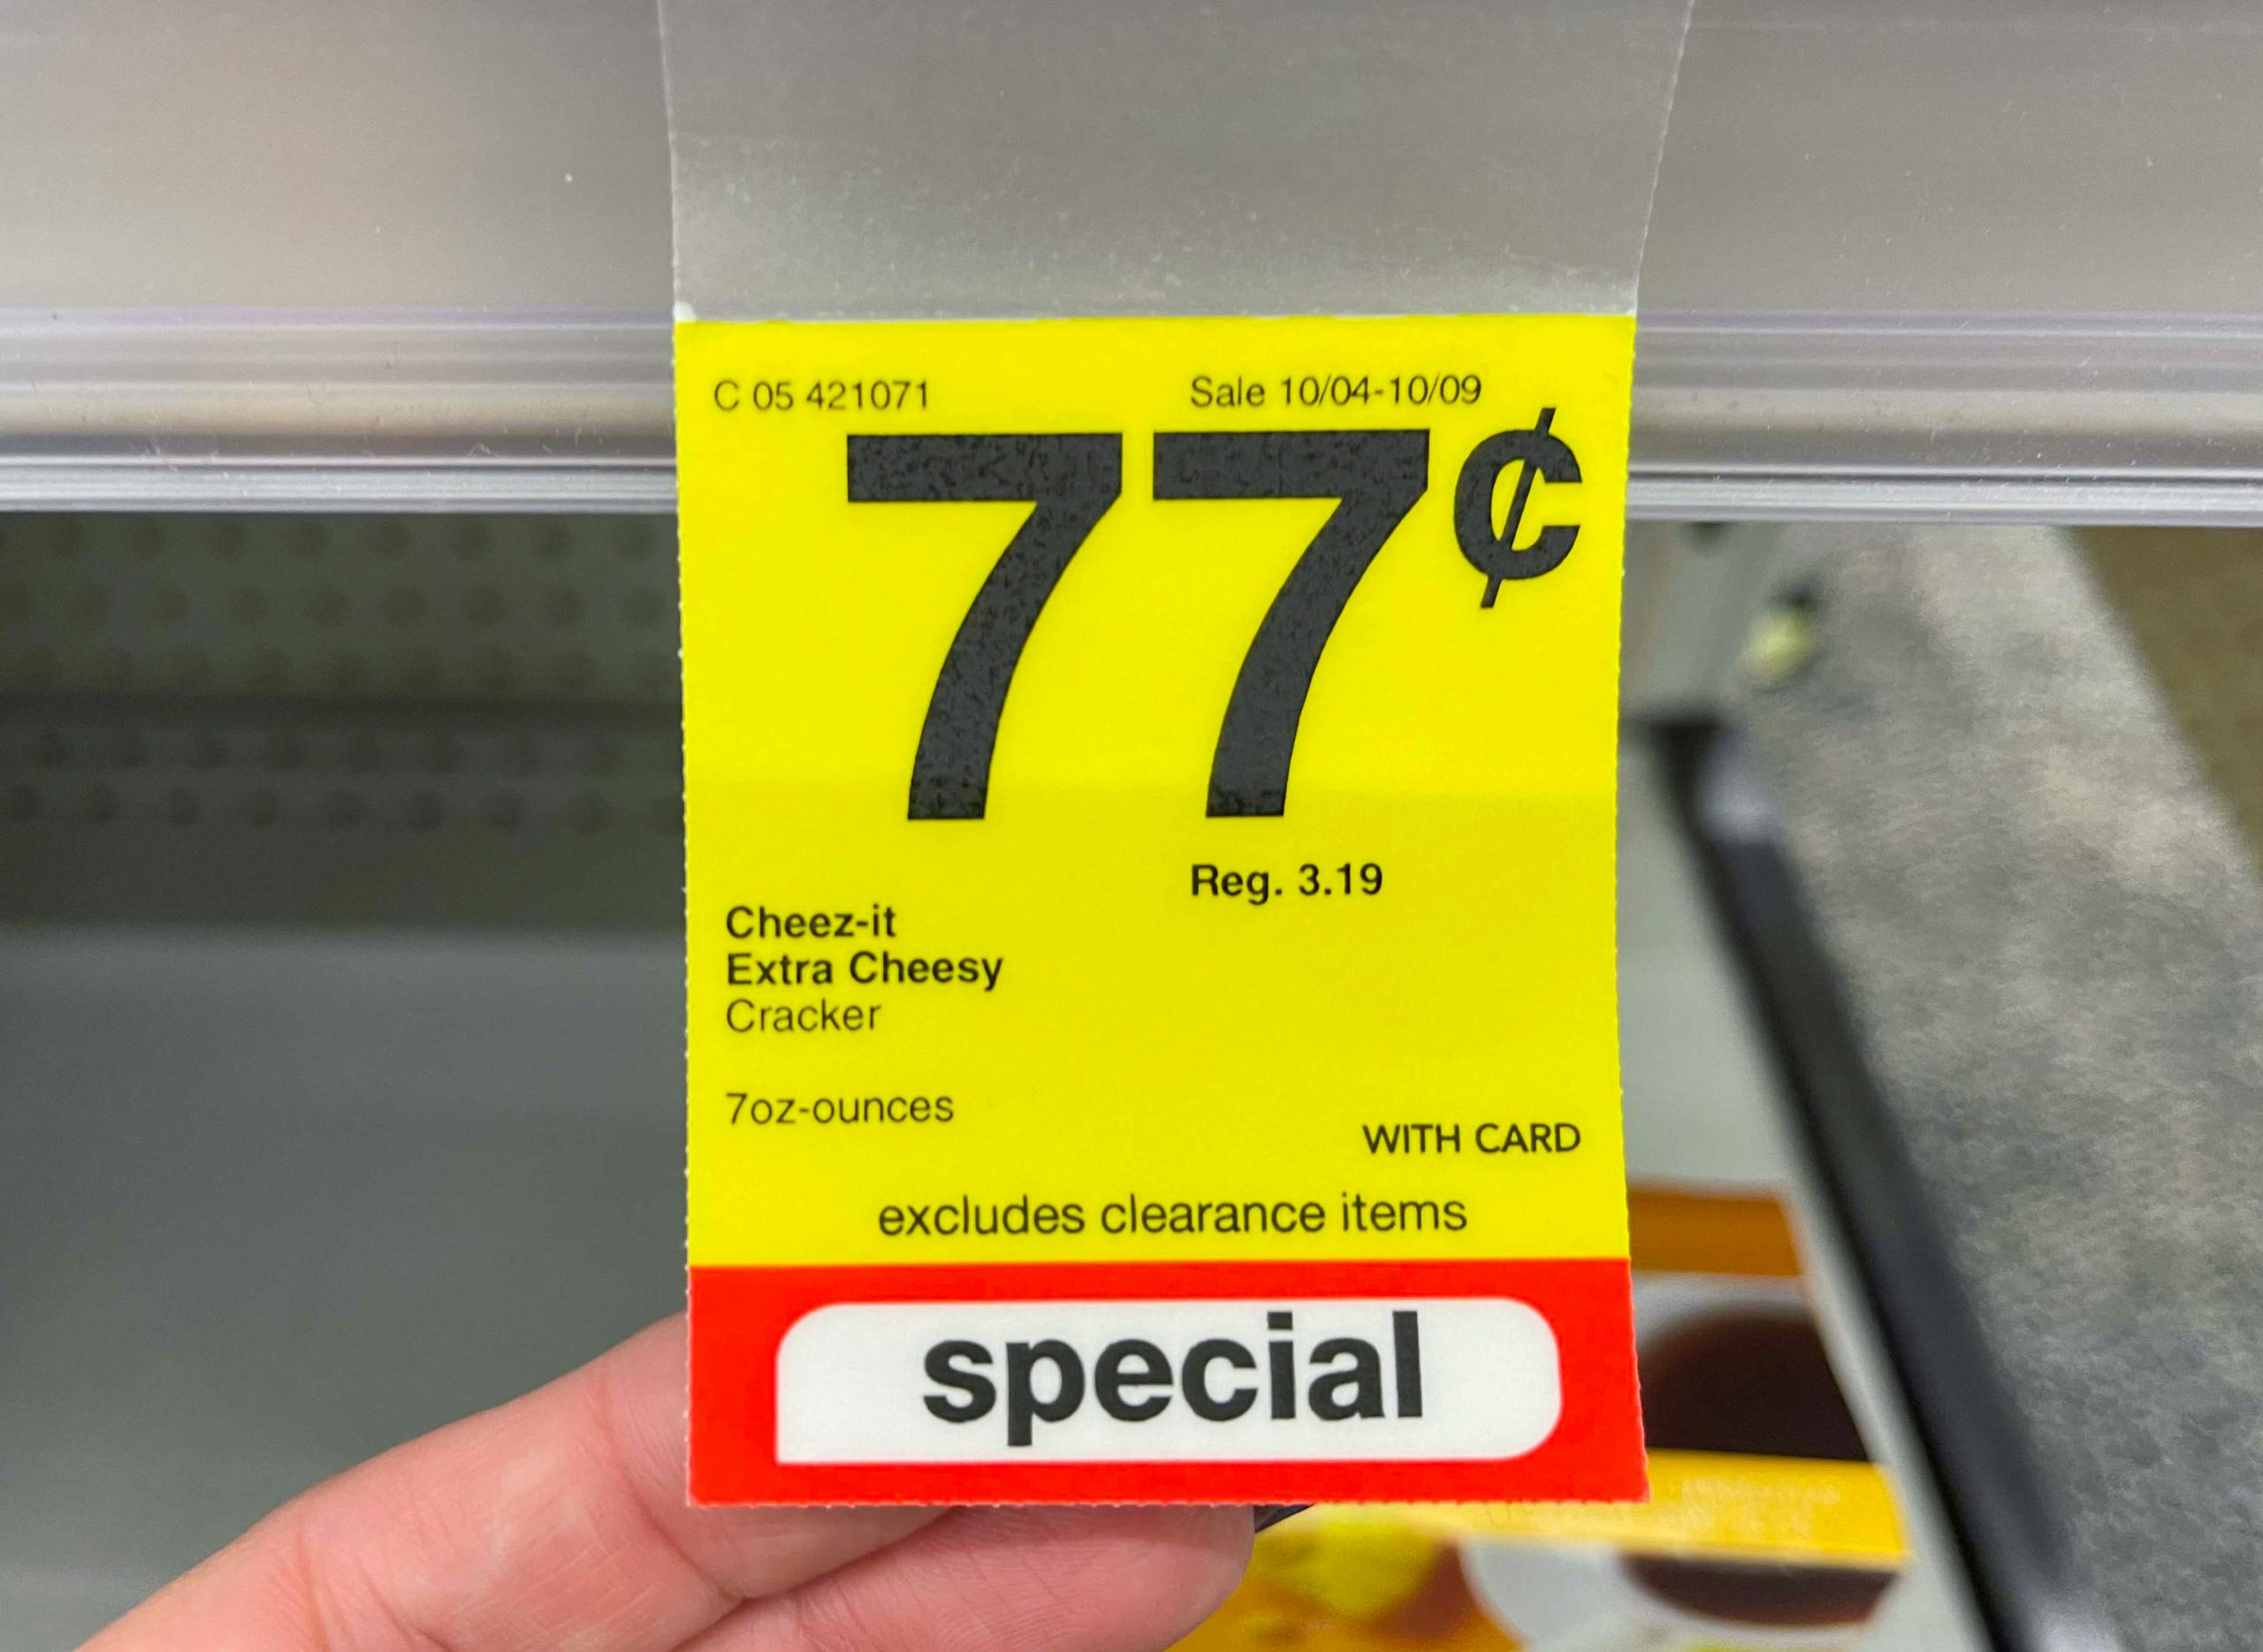 C 05 421071 Sale 10/04-10/09
77¢
Reg. 3.19
Cheez-it
Extra Cheesy
Cracker
7oz-ounces
WITH CARD
excludes clearance items
special